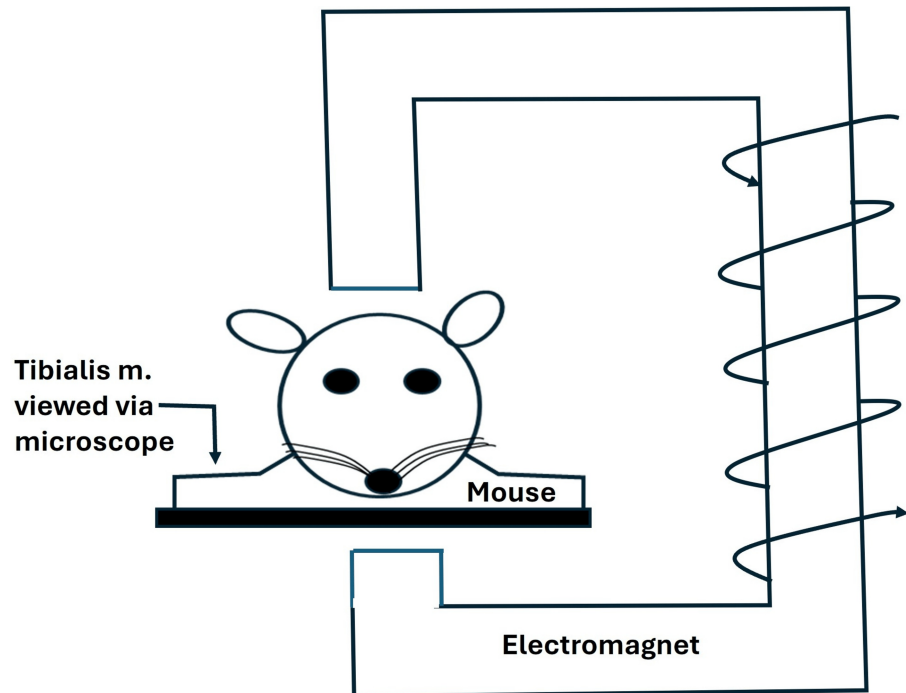 Tibialis m.
viewed via
microscope
Mouse
Electromagnet